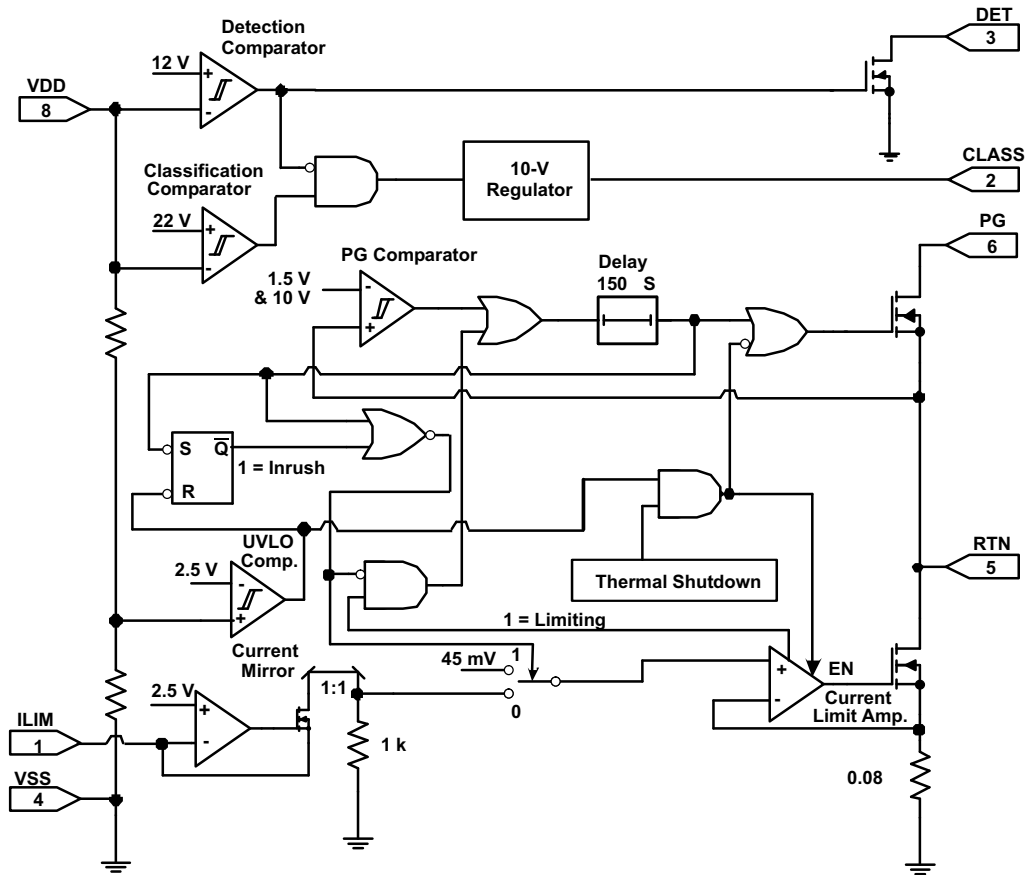 Detection
Comparator
DET
3
12 V
+
-
VDD
8
Classification
Comparator
10-V
Regulator
CLASS
2
22 V
+
-
PG Comparator
PG
6
1.5 V
& 10 V
-
+
Delay
150 S
S Q
1 = Inrush
R
UVLO
Comp.
2.5 V
-
+
Thermal Shutdown
RTN
5
1 = Limiting
Current
Mirror
45 mV
1
0
1:1
+
-
EN
Current
Limit Amp.
2.5 V
+
-
ILIM
1
1 k
VSS
4
0.08